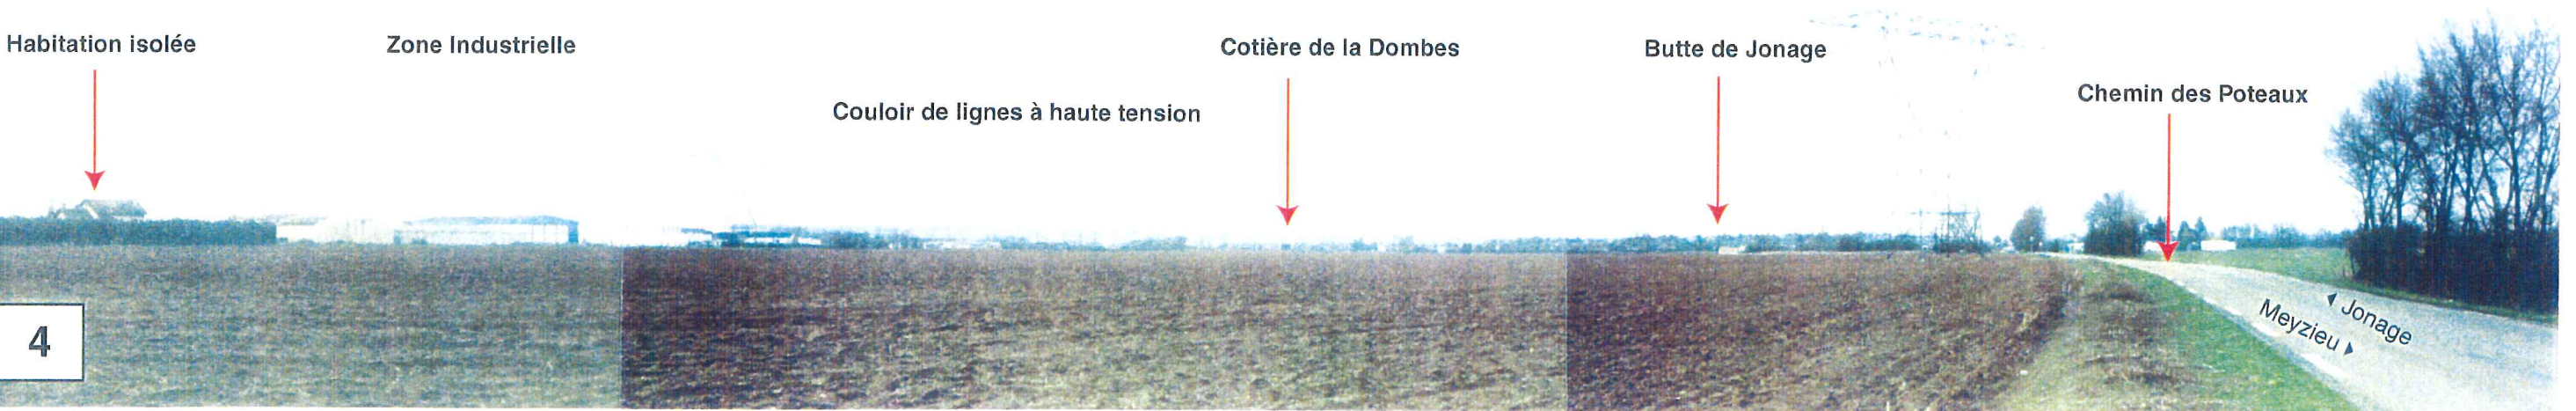 Habitation isolée
Zone Industrielle
Couloir de lignes à haute tension
Cotière de la Dombes
Butte de Jonage
Chemin des Poteaux
◄ Jonage
Meyzieu ►
4